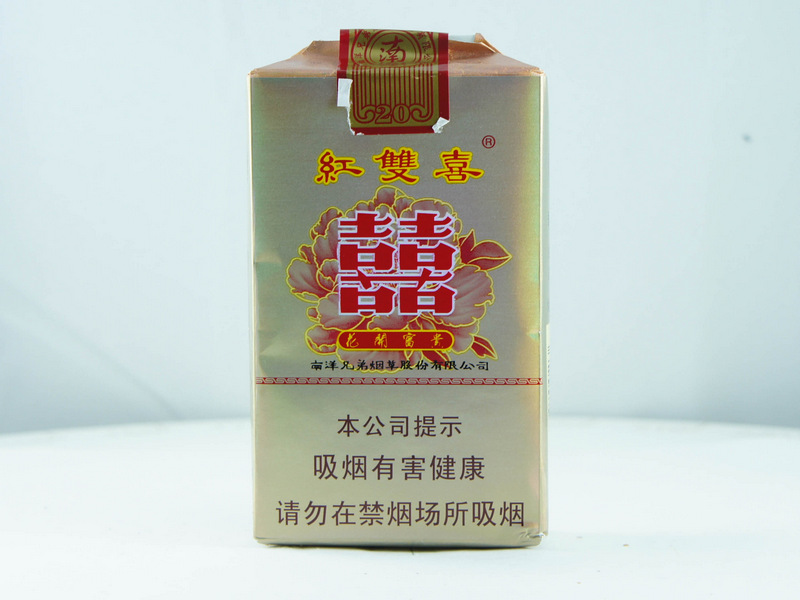 南洋
20
紅雙喜®
囍
花開富貴
南洋兄弟烟草股份有限公司
本公司提示
吸烟有害健康
请勿在禁烟场所吸烟